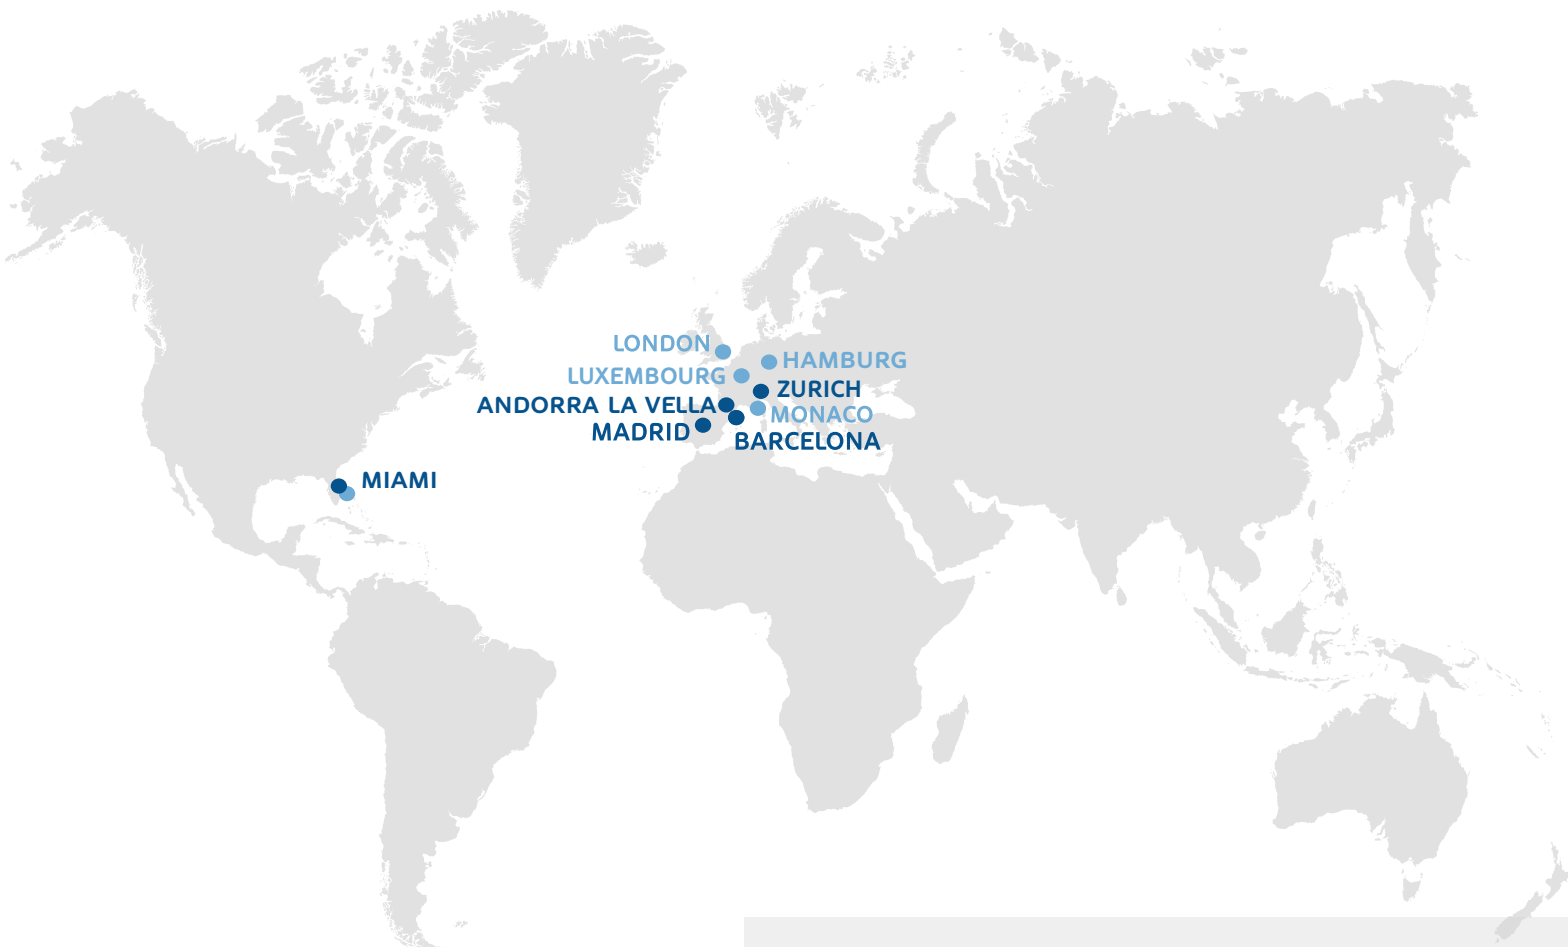 LONDON
HAMBURG
LUXEMBOURG
ZURICH
ANDORRA LA VELLA
MONACO
MADRID
BARCELONA
MIAMI